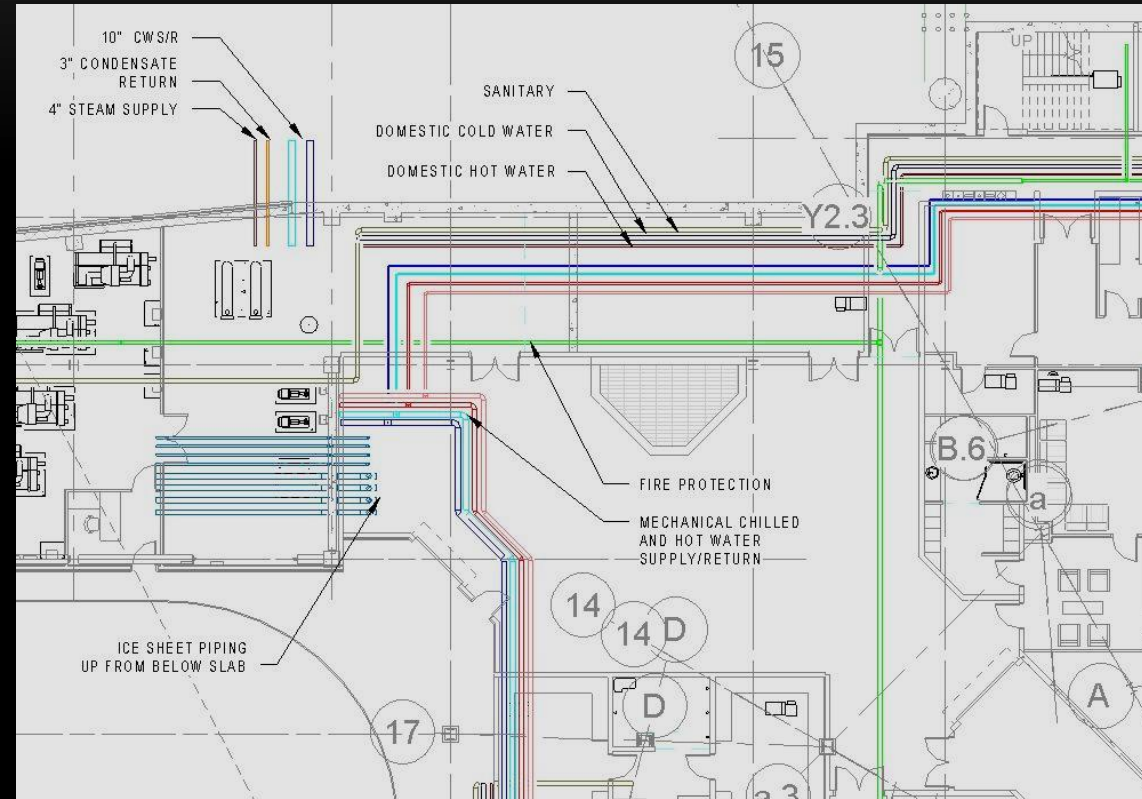 10" CWS/R
3" CONDENSATE
RETURN
4" STEAM SUPPLY
SANITARY
DOMESTIC COLD WATER
DOMESTIC HOT WATER
15
UP
Y2.3
B.6
a
FIRE PROTECTION
MECHANICAL CHILLED
AND HOT WATER
SUPPLY/RETURN
14
14
D
ICE SHEET PIPING
UP FROM BELOW SLAB
D
A
17
a.3